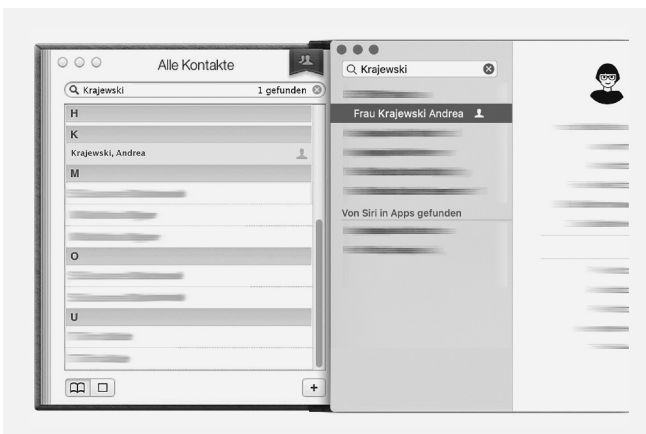 Alle Kontakte
Krajewski 1 gefunden
H
K
Krajewski, Andrea
M
O
U
+
Krajewski
Frau Krajewski Andrea
Von Siri in Apps gefunden